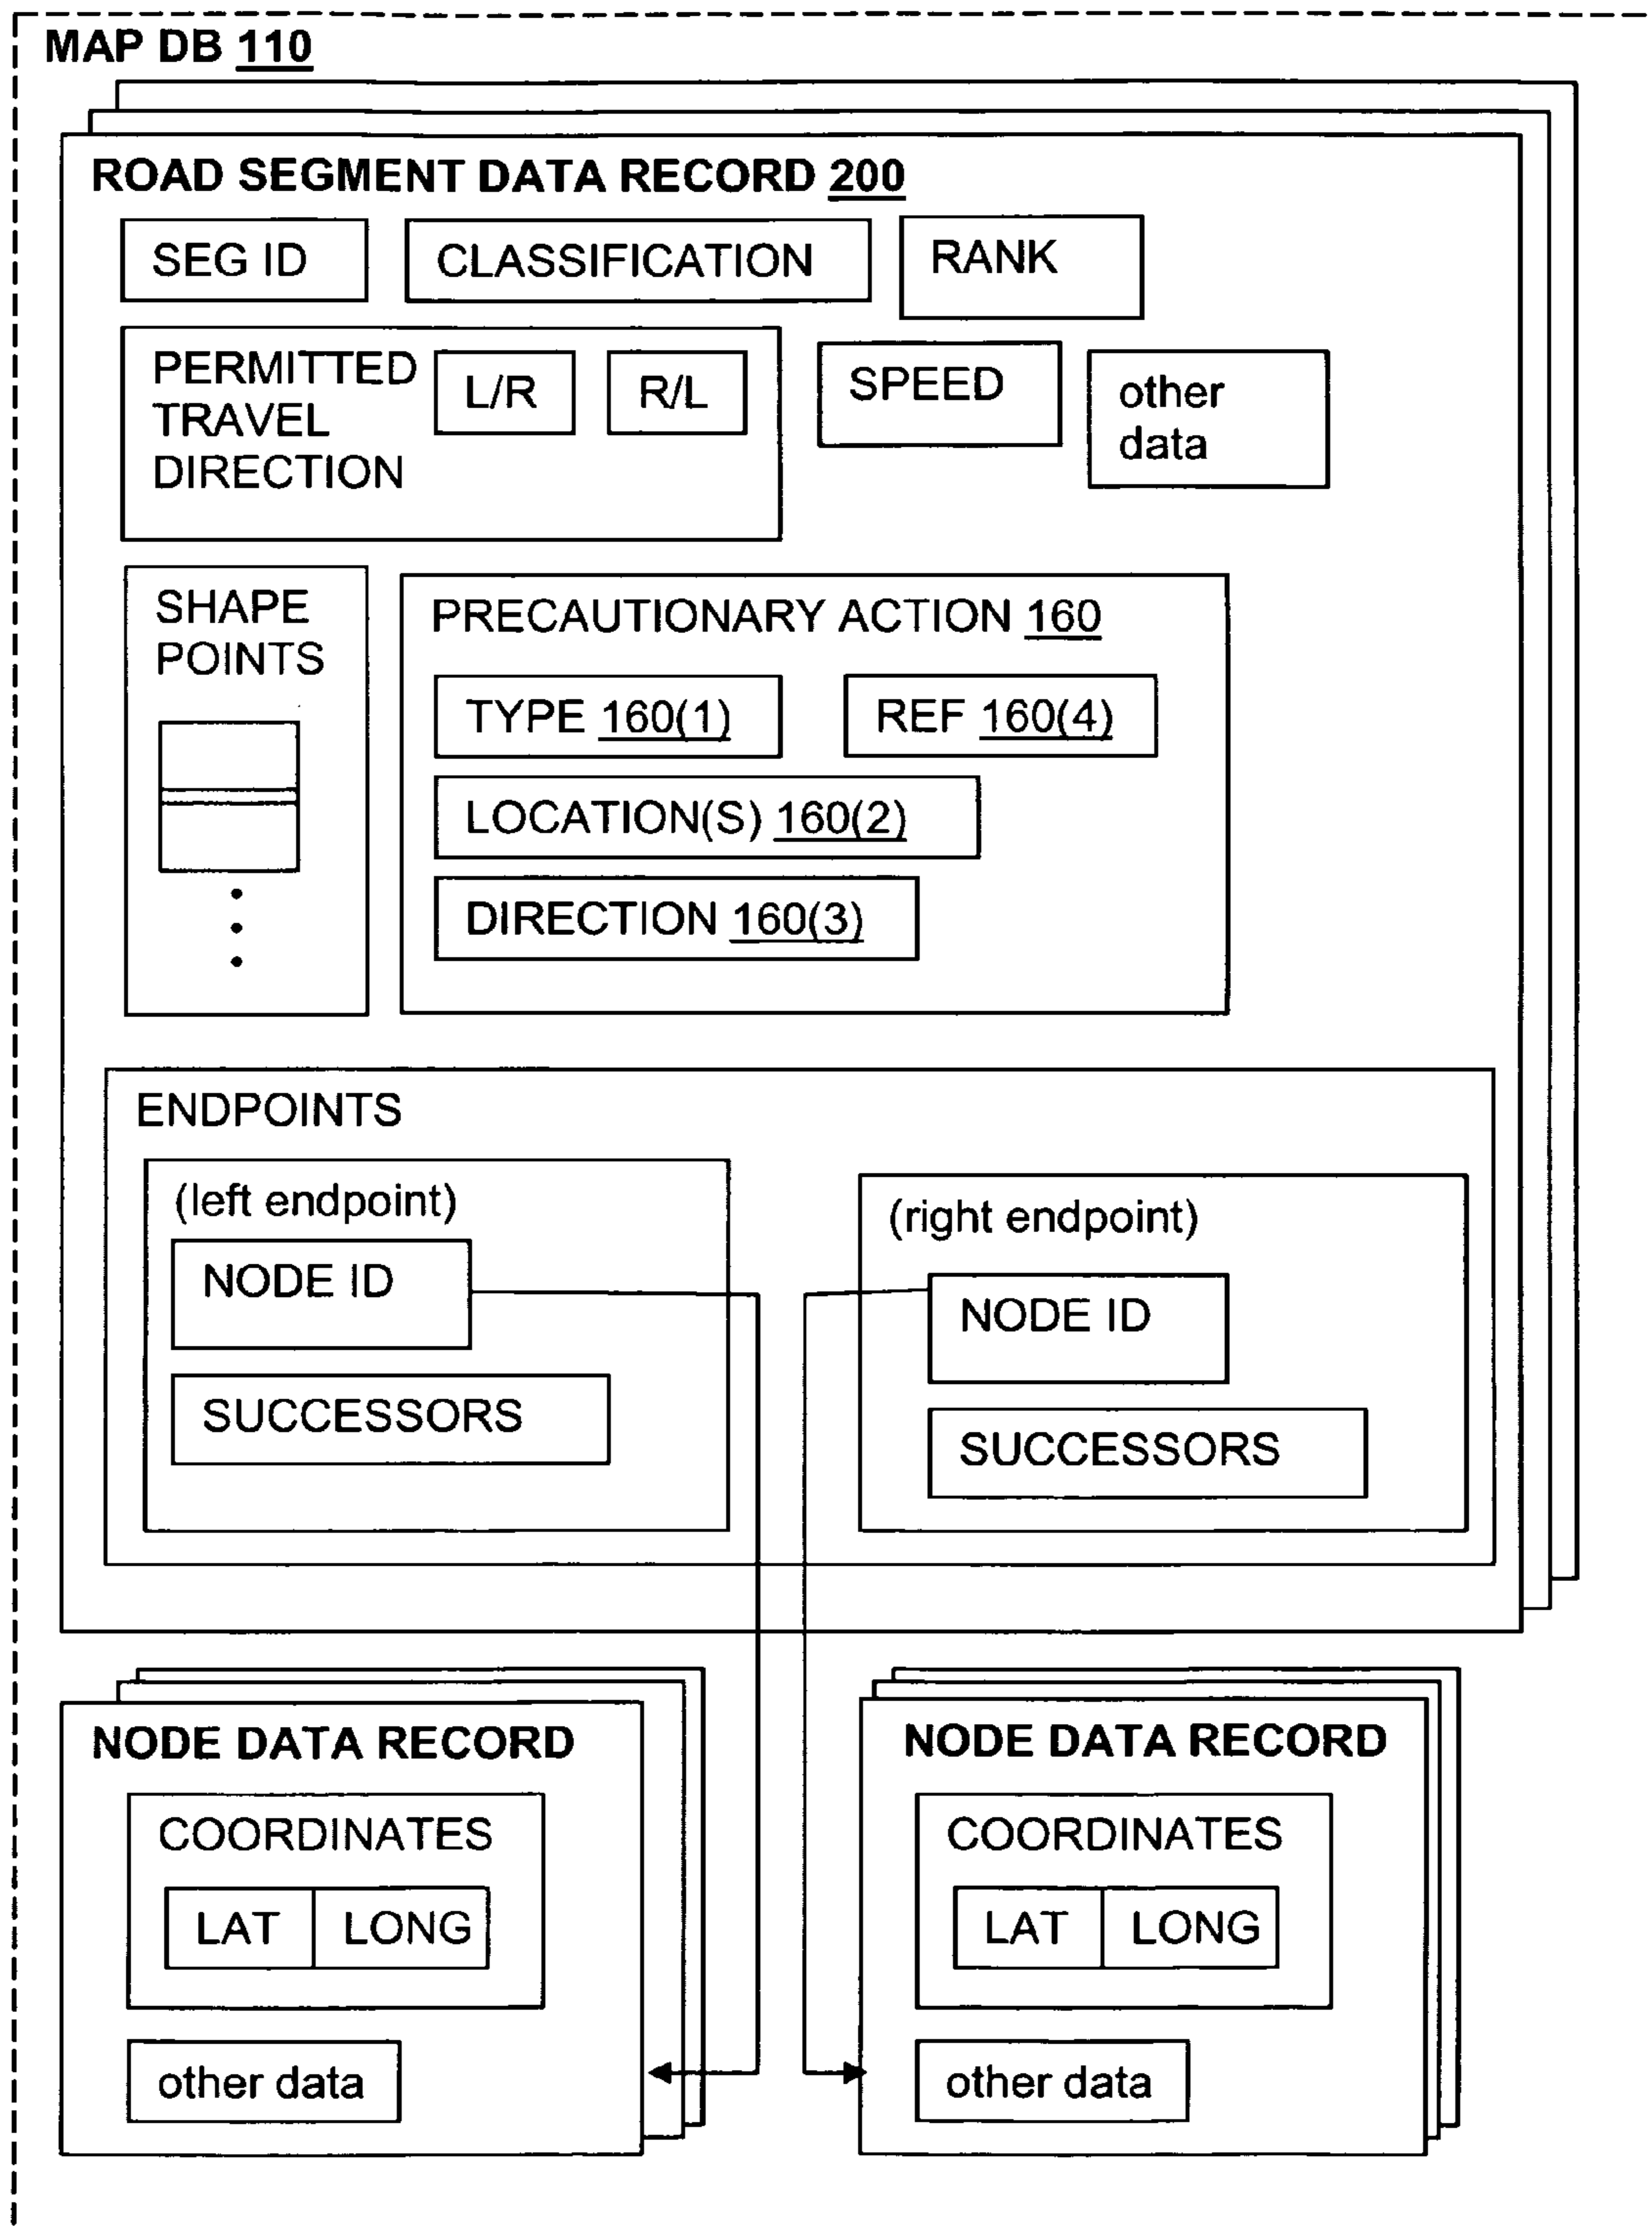 MAP DB 110
ROAD SEGMENT DATA RECORD 200
SEG ID
CLASSIFICATION
RANK
PERMITTED
TRAVEL
DIRECTION
L/R
R/L
SPEED
other
data
SHAPE
POINTS
PRECAUTIONARY ACTION 160
TYPE 160(1)
REF 160(4)
LOCATION(S) 160(2)
DIRECTION 160(3)
ENDPOINTS
(left endpoint)
NODE ID
SUCCESSORS
(right endpoint)
NODE ID
SUCCESSORS
NODE DATA RECORD
COORDINATES
LAT
LONG
other data
NODE DATA RECORD
COORDINATES
LAT
LONG
other data